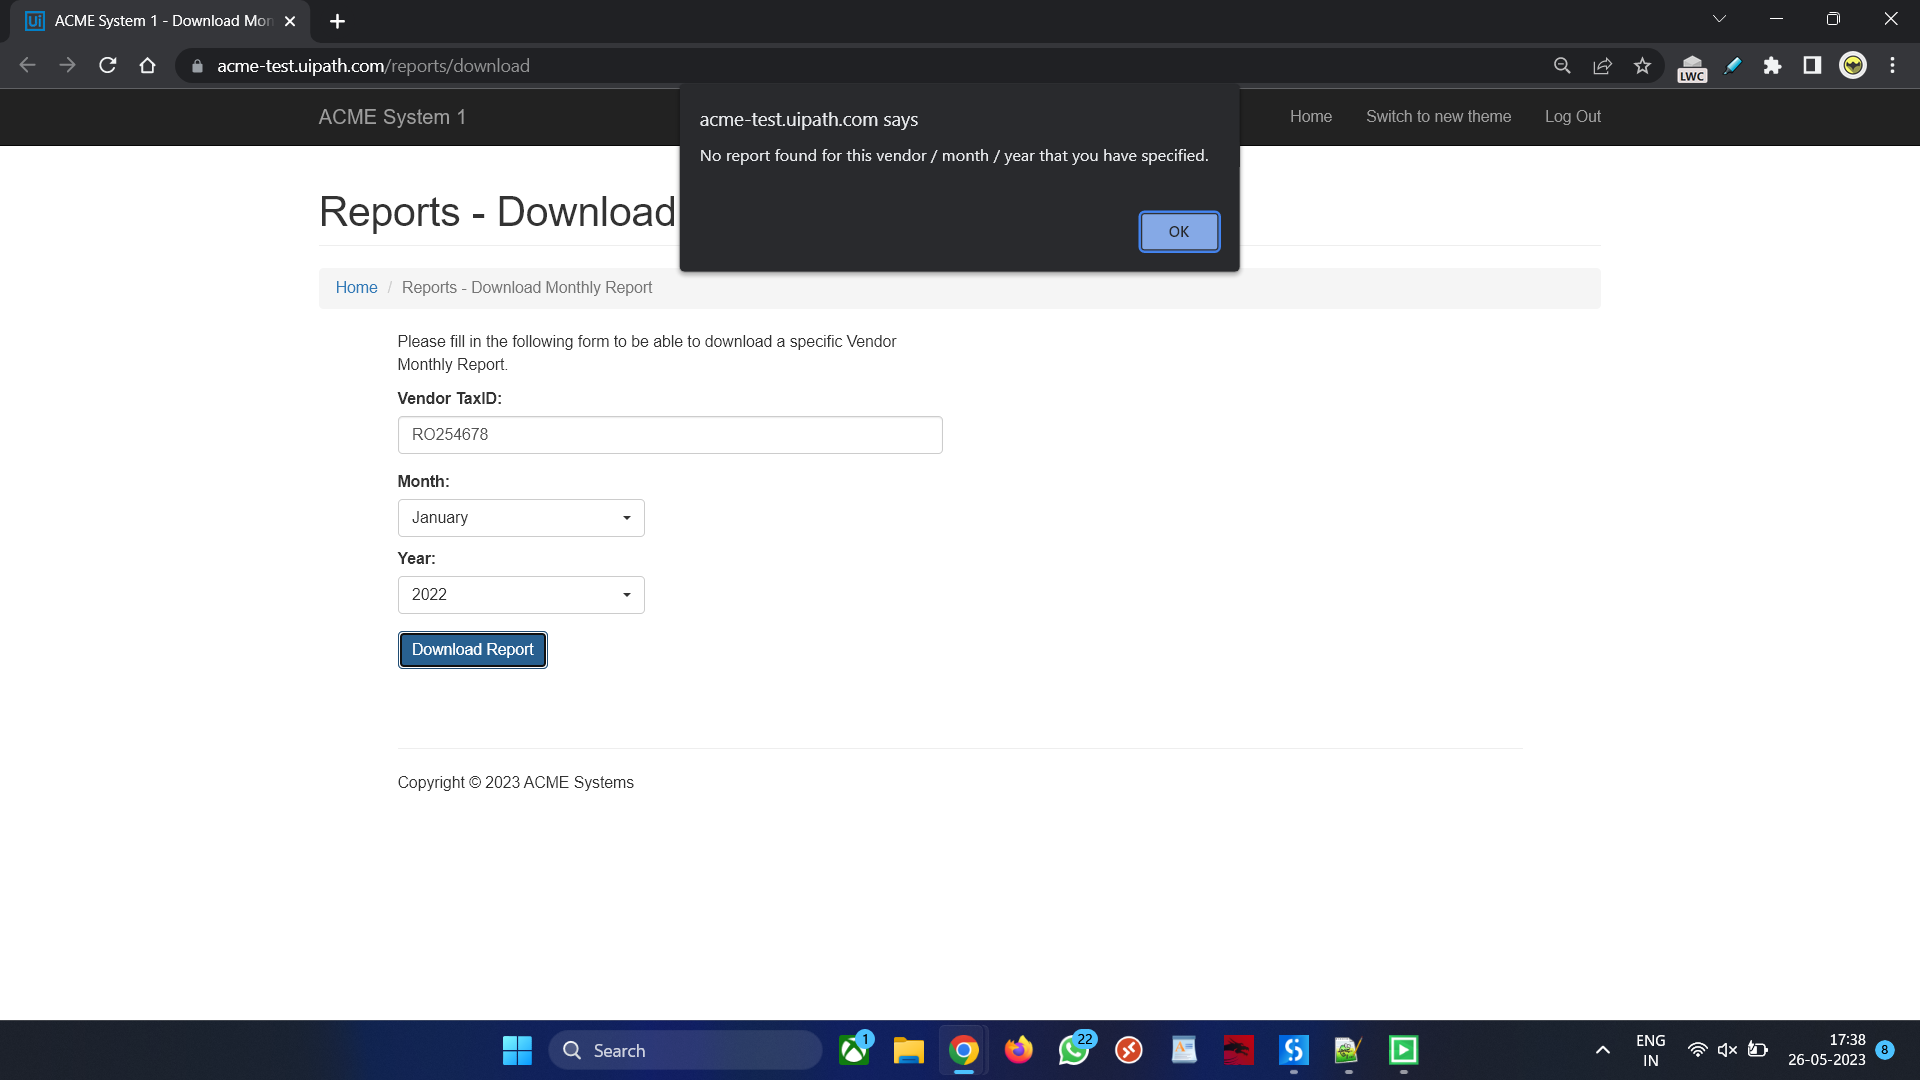 ACME System 1 - Download Mon
acme-test.uipath.com/reports/download
LWC
ACME System 1
Home
Switch to new theme
Log Out
acme-test.uipath.com says
No report found for this vendor / month / year that you have specified.
OK
Reports - Download
Home / Reports - Download Monthly Report
Please fill in the following form to be able to download a specific Vendor
Monthly Report.
Vendor TaxID:
RO254678
Month:
January
Year:
2022
Download Report
Copyright © 2023 ACME Systems
Search
1
22
ENG
IN
17:38
26-05-2023
8